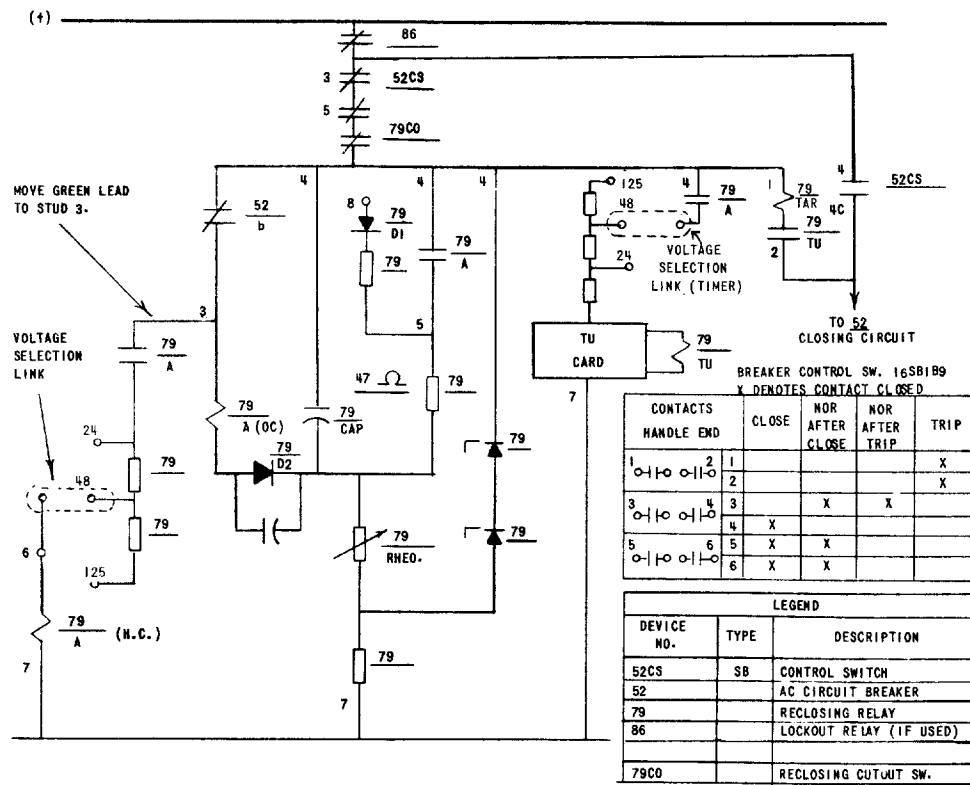 (+)
86
3 52CS
5
79CO
MOVE GREEN LEAD
TO STUD 3.
52
b
4
8
79
D1
79
4
79
A
5
4
125
48
24
4
79
A
VOLTAGE
SELECTION
LINK (TIMER)
1
79
TAR
79
TU
2
4
52CS
4C
TO 52
CLOSING CIRCUIT
3
VOLTAGE
SELECTION
LINK
79
A
24
48
79
79
125
6
79
A
(H.C.)
7
79
A (OC)
79
D2
79
CAP
47 Ω
79
79
79
79
RHEO.
79
7
TU
CARD
79
TU
7
BREAKER CONTROL SW. 16SB1B9
X DENOTES CONTACT CLOSED
CONTACTS
HANDLE END
CLOSE
NOR
AFTER
CLOSE
NOR
AFTER
TRIP
TRIP
1 2 1 X
2 X
3 4 3 X X
4 X
5 6 5 X X
6 X X
LEGEND
DEVICE
NO.
TYPE
DESCRIPTION
52CS SB CONTROL SWITCH
52 AC CIRCUIT BREAKER
79 RECLOSING RELAY
86 LOCKOUT RELAY (IF USED)
79CO RECLOSING CUTOUT SW.